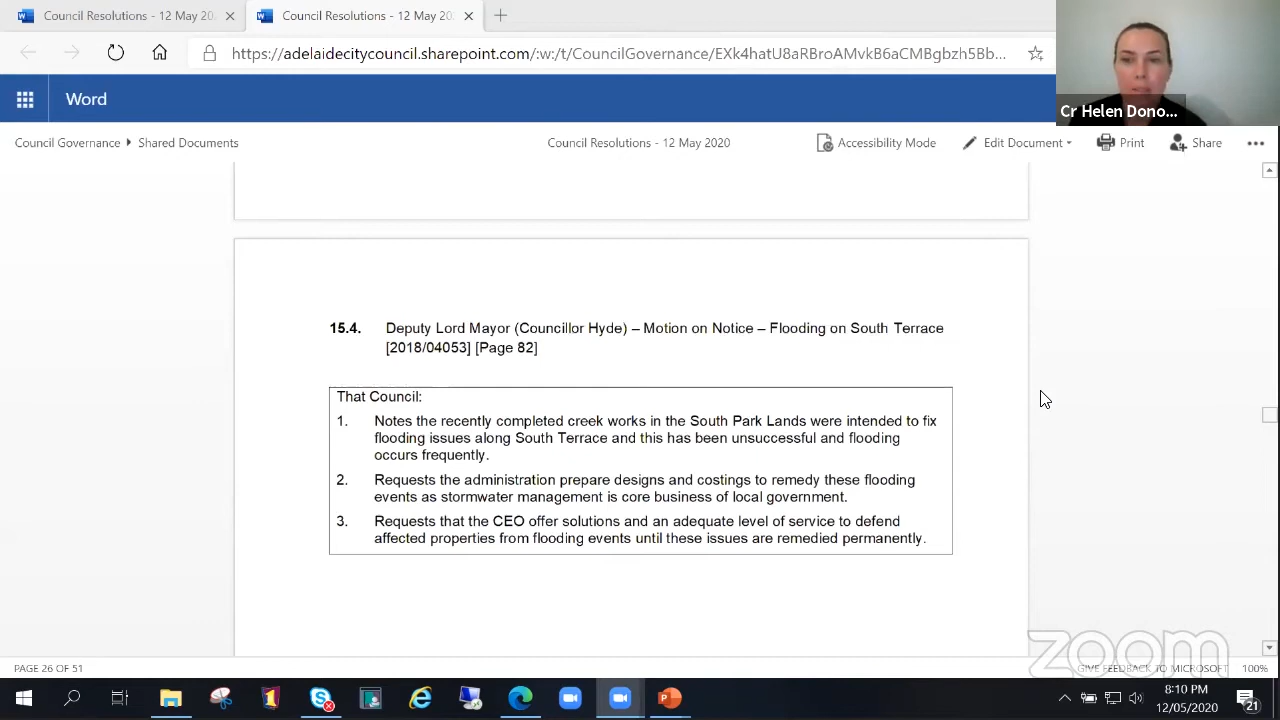 Council Resolutions - 12 May 202
Council Resolutions - 12 May 202
https://adelaidecitycouncil.sharepoint.com/:w:/t/CouncilGovernance/EXk4hatU8aRBroAMvkB6aCMBgbzh5Bb...
Cr Helen Dono...
Word
Council Governance Shared Documents
Council Resolutions - 12 May 2020
Accessibility Mode
Edit Document
Print
Share
15.4. Deputy Lord Mayor (Councillor Hyde) – Motion on Notice – Flooding on South Terrace
[2018/04053] [Page 82]
That Council:
1. Notes the recently completed creek works in the South Park Lands were intended to fix
flooding issues along South Terrace and this has been unsuccessful and flooding
occurs frequently.
2. Requests the administration prepare designs and costings to remedy these flooding
events as stormwater management is core business of local government.
3. Requests that the CEO offer solutions and an adequate level of service to defend
affected properties from flooding events until these issues are remedied permanently.
zoom
PAGE 26 OF 51
GIVE FEEDBACK TO MICROSOFT
100%
8:10 PM
12/05/2020
21